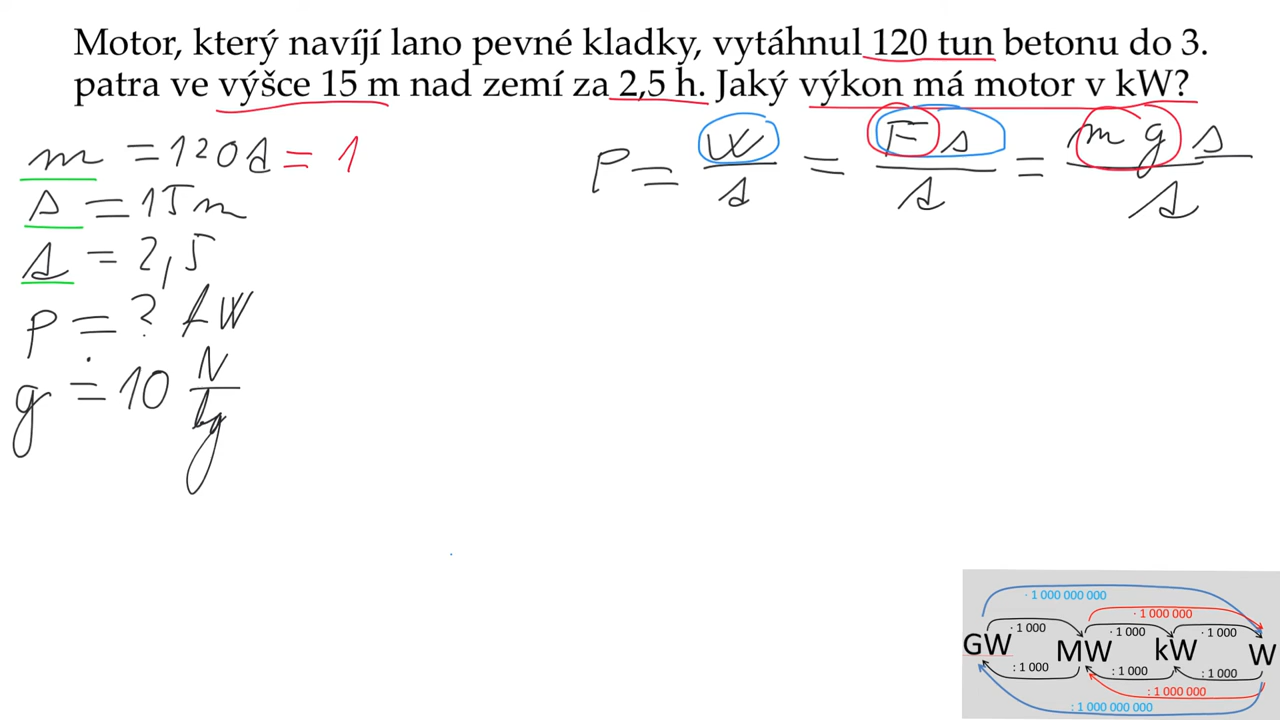 Motor, který navíjí lano pevné kladky, vytáhnul 120 tun betonu do 3.
patra ve výšce 15 m nad zemí za 2,5 h. Jaký výkon má motor v kW?
m = 120 t = 1
s = 15 m
t = 2,5
P = ? kW
g ≐ 10 N/kg
P = W/t = F s/t = m g s/t
· 1 000 000 000
· 1 000 000
· 1 000 · 1 000 · 1 000
GW MW kW W
: 1 000 : 1 000 : 1 000
: 1 000 000
: 1 000 000 000